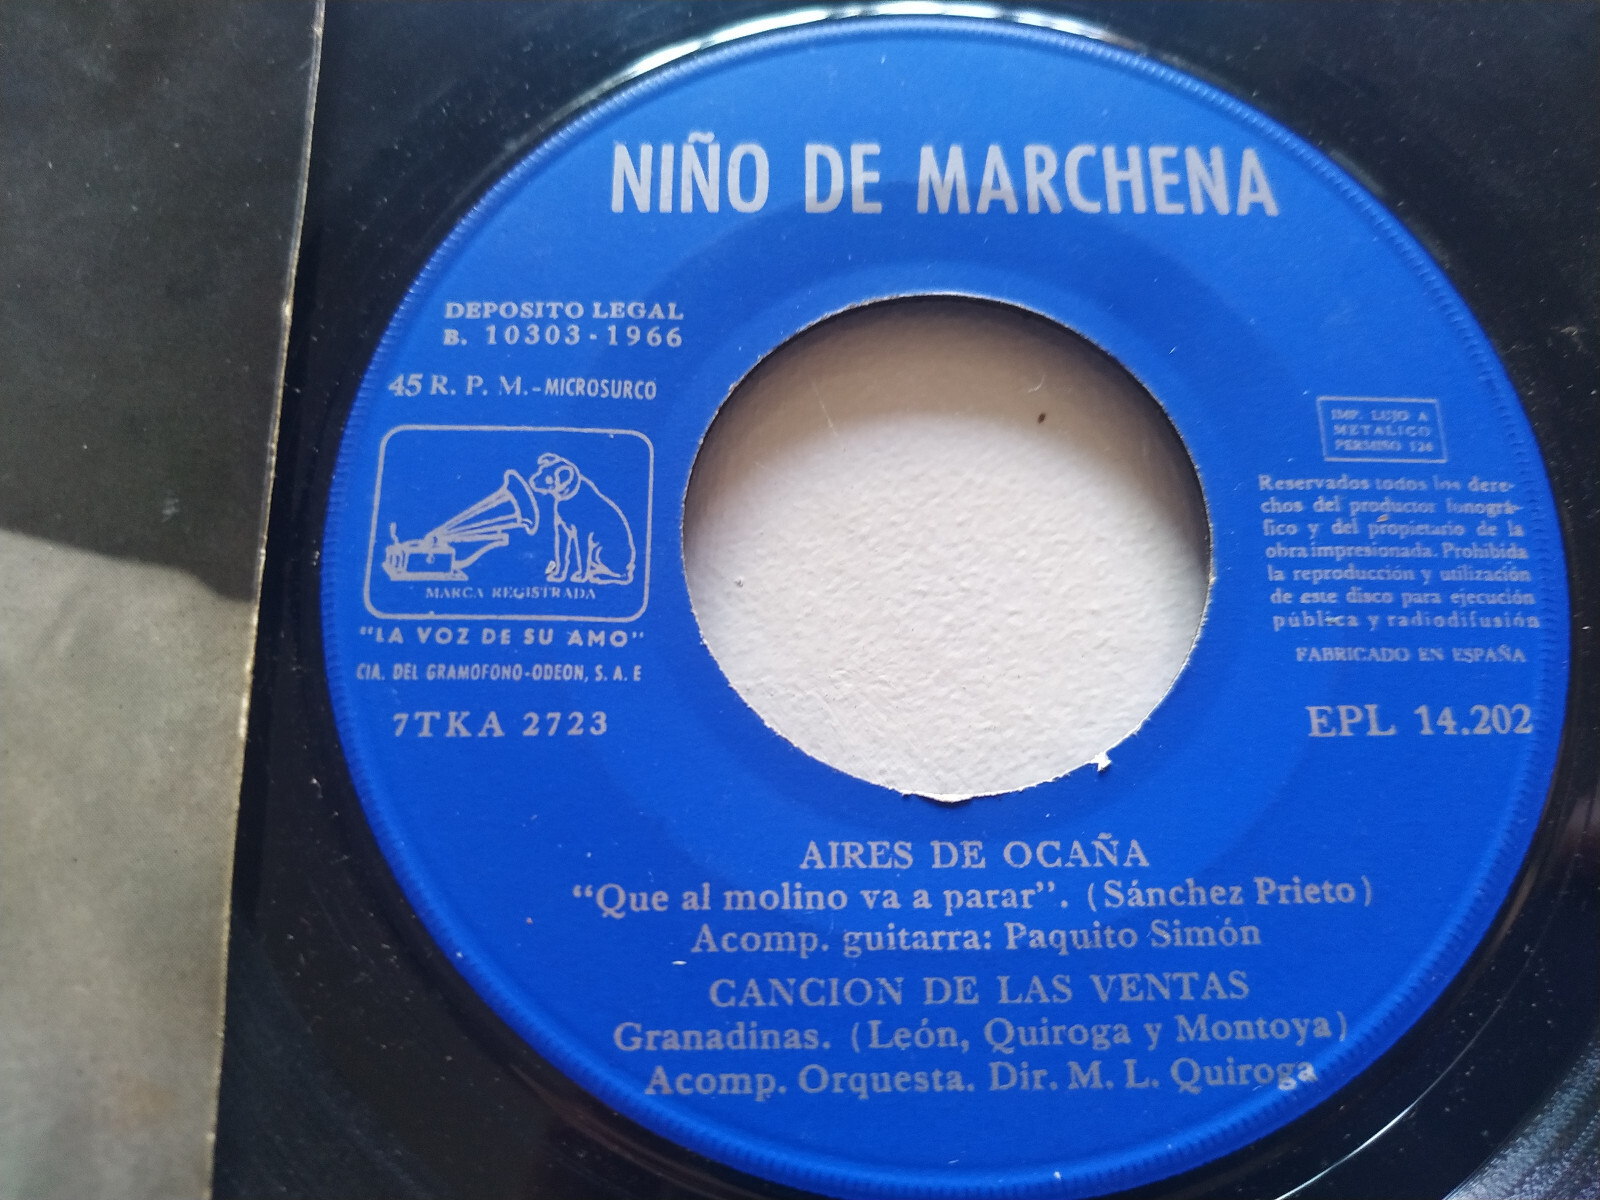 NIÑO DE MARCHENA
DEPOSITO LEGAL
B. 10303-1966
45 R. P. M.-MICROSURCO
MARCA REGISTRADA
"LA VOZ DE SU AMO"
CIA. DEL GRAMOFONO-ODEON, S. A. E
7TKA 2723
IMP. LUJO A
METALICO
PERMISO 126
Reservados todos los dere-
chos del productor fonográ-
fico y del propietario de la
obra impresionada. Prohibida
la reproducción y utilización
de este disco para ejecución
pública y radiodifusión
FABRICADO EN ESPAÑA
EPL 14.202
AIRES DE OCAÑA
"Que al molino va a parar". (Sánchez Prieto)
Acomp. guitarra: Paquito Simón
CANCION DE LAS VENTAS
Granadinas. (León, Quiroga y Montoya)
Acomp. Orquesta. Dir. M. L. Quiroga